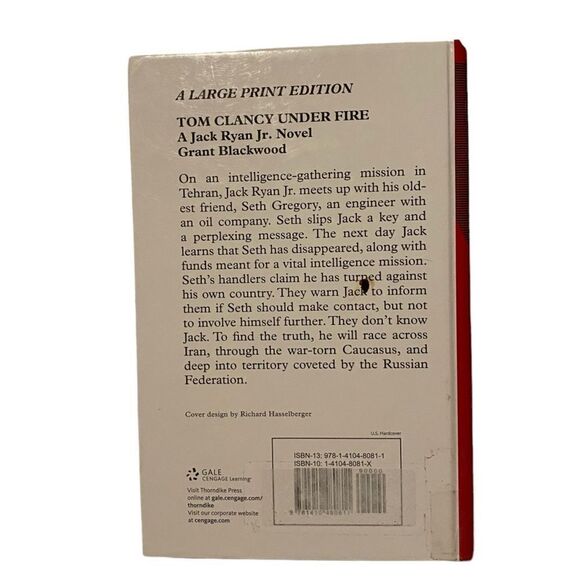 A LARGE PRINT EDITION
TOM CLANCY UNDER FIRE
A Jack Ryan Jr. Novel
Grant Blackwood
On an intelligence-gathering mission in
Tehran, Jack Ryan Jr. meets up with his old-
est friend, Seth Gregory, an engineer with
an oil company. Seth slips Jack a key and
a perplexing message. The next day Jack
learns that Seth has disappeared, along with
funds meant for a vital intelligence mission.
Seth's handlers claim he has turned against
his own country. They warn Jack to inform
them if Seth should make contact, but not
to involve himself further. They don't know
Jack. To find the truth, he will race across
Iran, through the war-torn Caucasus, and
deep into territory coveted by the Russian
Federation.
Cover design by Richard Hasselberger
U.S. Hardcover
ISBN-13: 978-1-4104-8081-1
ISBN-10: 1-4104-8081-X
90000
9 781410 480811
GALE
CENGAGE Learning
Visit Thorndike Press
online at gale.cengage.com/
thorndike
Visit our corporate website
at cengage.com